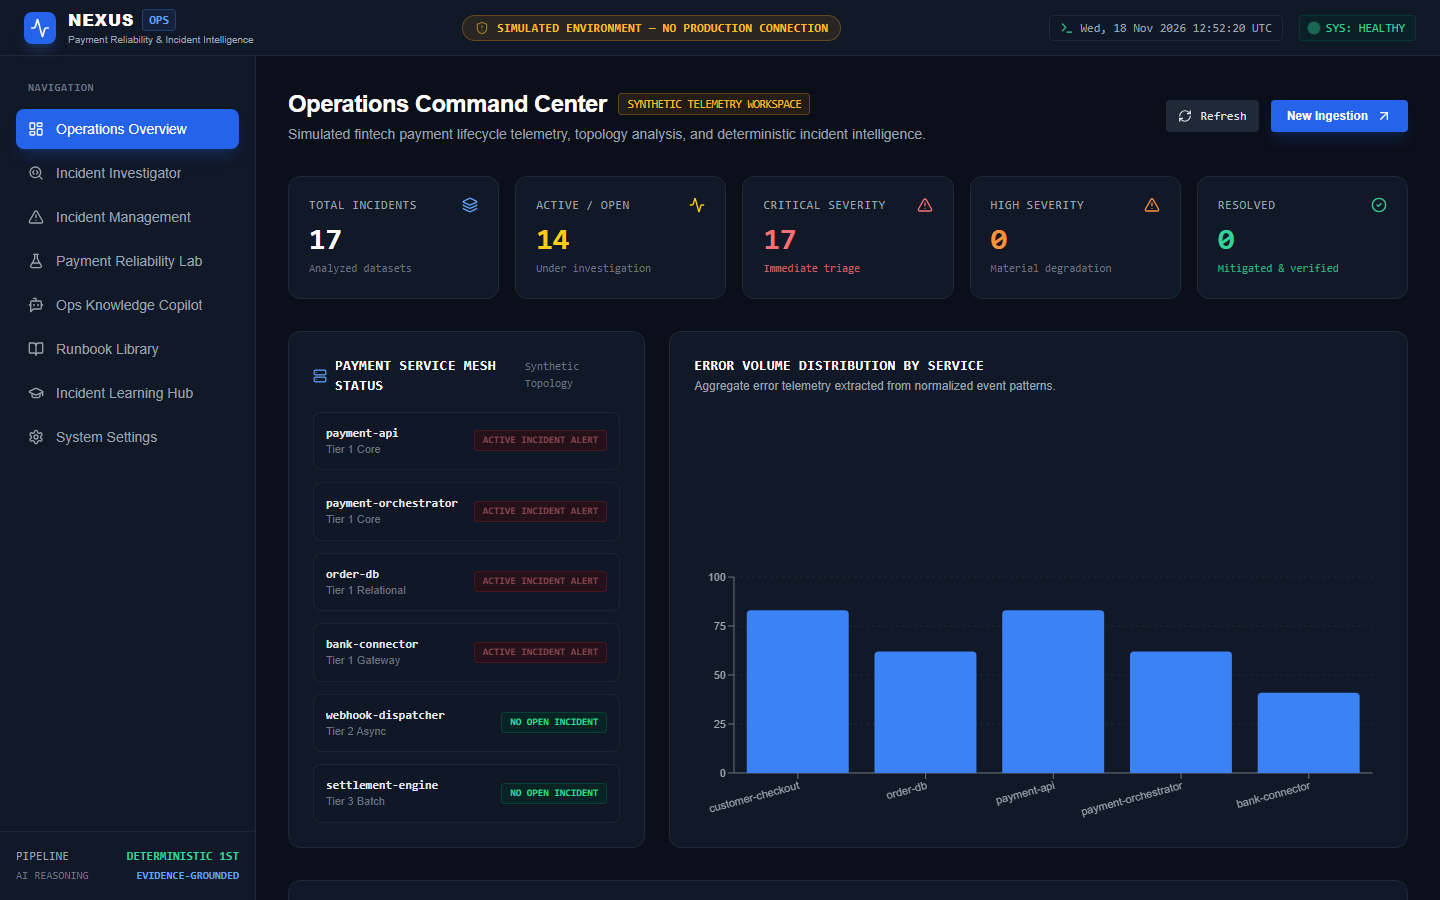 NEXUS OPS
Payment Reliability & Incident Intelligence
SIMULATED ENVIRONMENT — NO PRODUCTION CONNECTION
Wed, 18 Nov 2026 12:52:20 UTC
SYS: HEALTHY
NAVIGATION
Operations Overview
Incident Investigator
Incident Management
Payment Reliability Lab
Ops Knowledge Copilot
Runbook Library
Incident Learning Hub
System Settings
PIPELINE DETERMINISTIC 1ST
AI REASONING EVIDENCE-GROUNDED
Operations Command Center SYNTHETIC TELEMETRY WORKSPACE
Simulated fintech payment lifecycle telemetry, topology analysis, and deterministic incident intelligence.
Refresh
New Ingestion
TOTAL INCIDENTS
17
Analyzed datasets
ACTIVE / OPEN
14
Under investigation
CRITICAL SEVERITY
17
Immediate triage
HIGH SEVERITY
0
Material degradation
RESOLVED
0
Mitigated & verified
PAYMENT SERVICE MESH
STATUS
Synthetic
Topology
payment-api
Tier 1 Core
ACTIVE INCIDENT ALERT
payment-orchestrator
Tier 1 Core
ACTIVE INCIDENT ALERT
order-db
Tier 1 Relational
ACTIVE INCIDENT ALERT
bank-connector
Tier 1 Gateway
ACTIVE INCIDENT ALERT
webhook-dispatcher
Tier 2 Async
NO OPEN INCIDENT
settlement-engine
Tier 3 Batch
NO OPEN INCIDENT
ERROR VOLUME DISTRIBUTION BY SERVICE
Aggregate error telemetry extracted from normalized event patterns.
100
75
50
25
0
customer-checkout
order-db
payment-api
payment-orchestrator
bank-connector